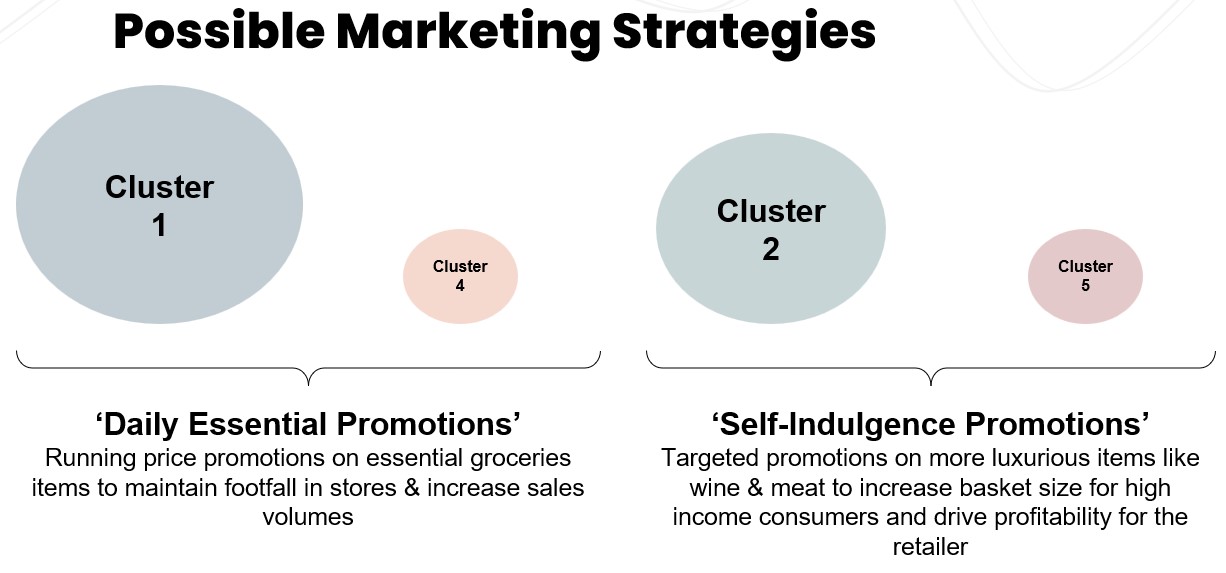 Possible Marketing Strategies
Cluster
1
Cluster
4
Cluster
2
Cluster
5
‘Daily Essential Promotions’
Running price promotions on essential groceries
items to maintain footfall in stores & increase sales
volumes
‘Self-Indulgence Promotions’
Targeted promotions on more luxurious items like
wine & meat to increase basket size for high
income consumers and drive profitability for the
retailer